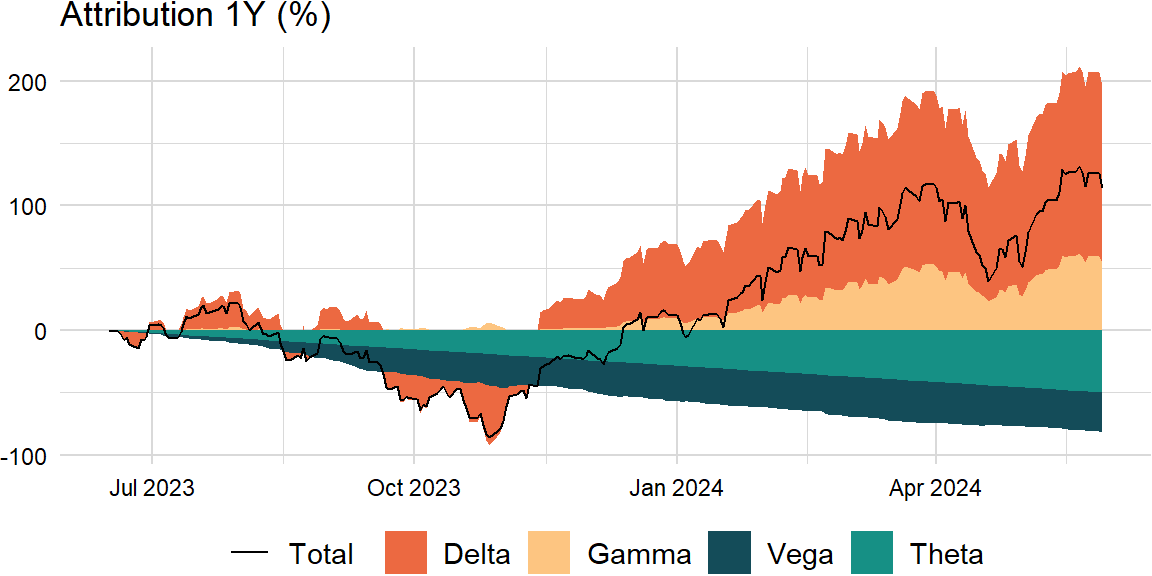 Attribution 1Y (%)
200
100
0
-100
Jul 2023 Oct 2023 Jan 2024 Apr 2024
Total Delta Gamma Vega Theta